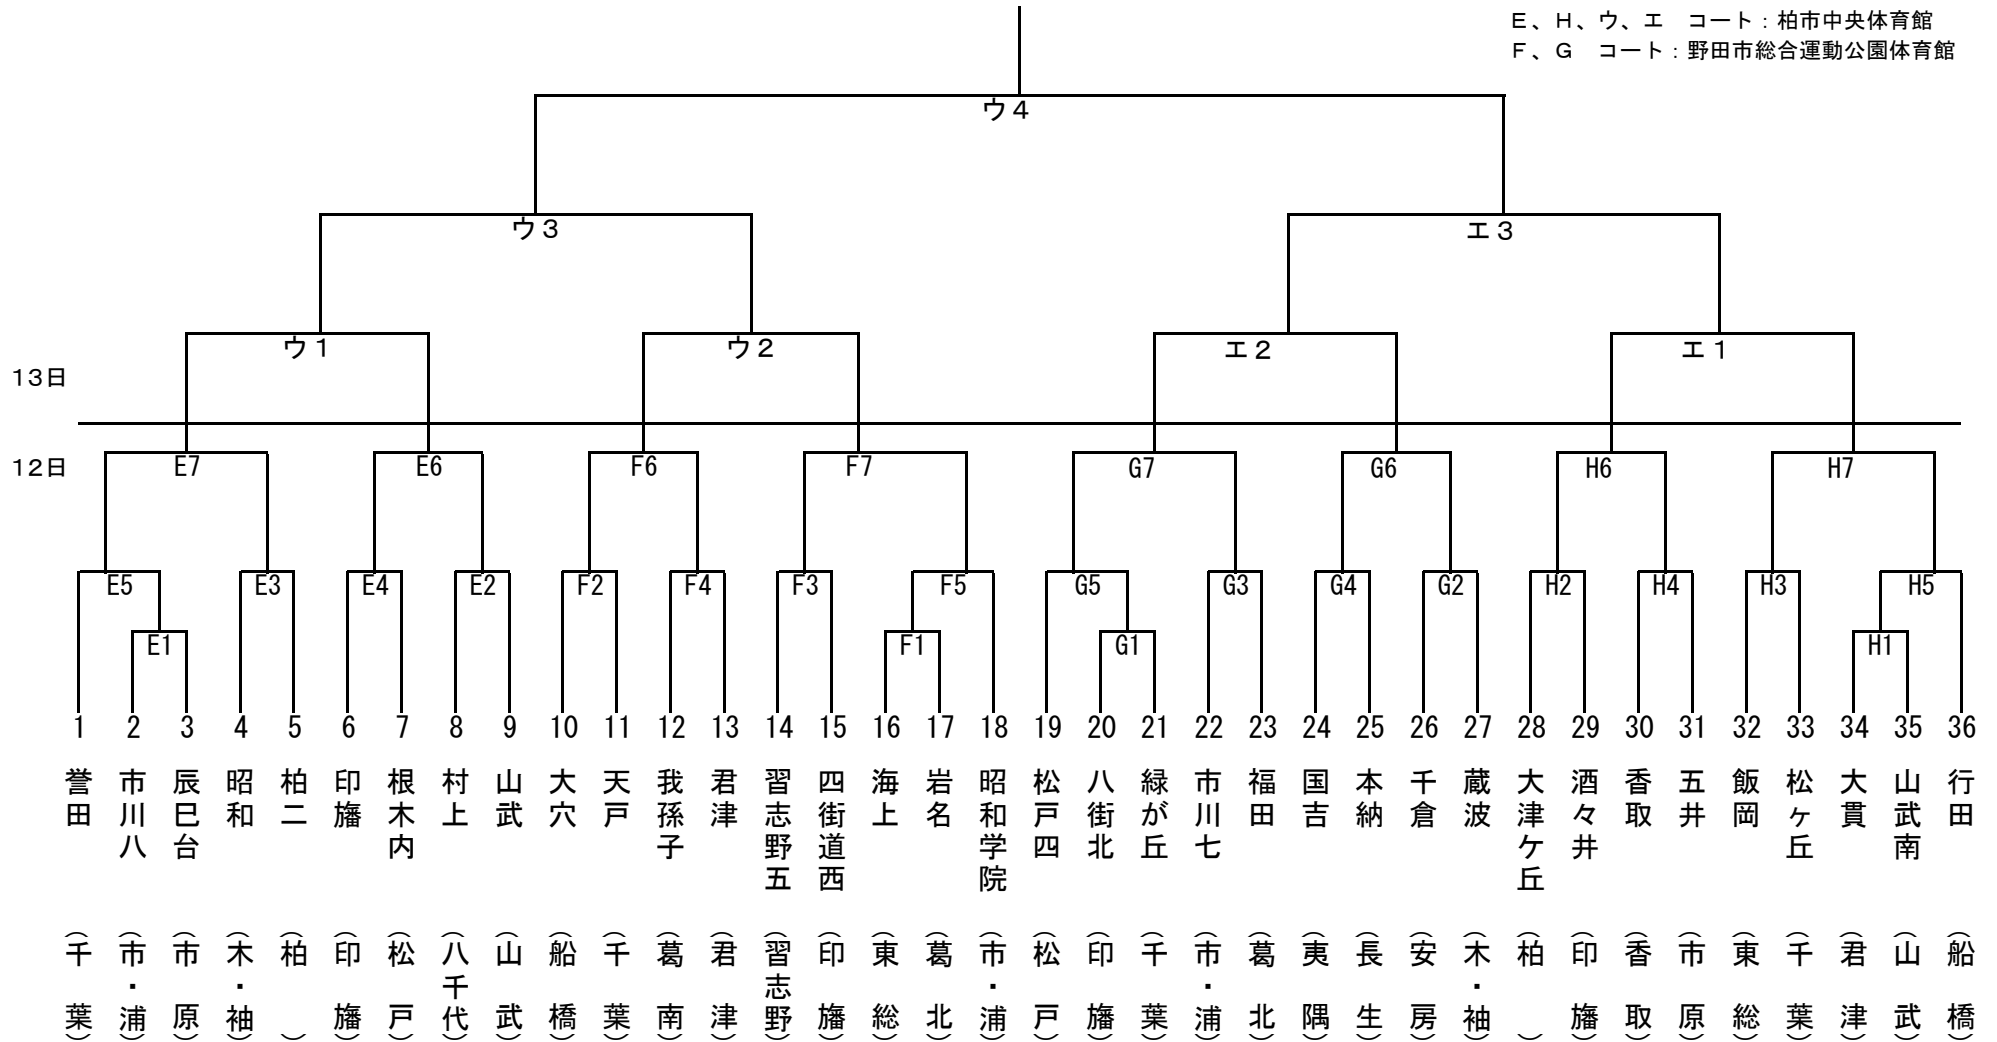 E、H、ウ、エ　コート：柏市中央体育館
F、G　コート：野田市総合運動公園体育館
ウ4
ウ3 エ3
ウ1 ウ2 エ2 エ1
13日
12日
E7 E6 F6 F7 G7 G6 H6 H7
E5 E3 E4 E2 F2 F4 F3 F5 G5 G3 G4 G2 H2 H4 H3 H5
E1 F1 G1 H1
1 誉田 （千葉）
2 市川八 （市・浦）
3 辰巳台 （市原）
4 昭和 （木・袖）
5 柏二 （柏）
6 印旛 （印旛）
7 根木内 （松戸）
8 村上 （八千代）
9 山武 （山武）
10 大穴 （船橋）
11 天戸 （千葉）
12 我孫子 （葛南）
13 君津 （君津）
14 習志野五 （習志野）
15 四街道西 （印旛）
16 海上 （東総）
17 岩名 （葛北）
18 昭和学院 （市・浦）
19 松戸四 （松戸）
20 八街北 （印旛）
21 緑が丘 （千葉）
22 市川七 （市・浦）
23 福田 （葛北）
24 国吉 （夷隅）
25 本納 （長生）
26 千倉 （安房）
27 蔵波 （木・袖）
28 大津ケ丘 （柏）
29 酒々井 （印旛）
30 香取 （香取）
31 五井 （市原）
32 飯岡 （東総）
33 松ヶ丘 （千葉）
34 大貫 （君津）
35 山武南 （山武）
36 行田 （船橋）